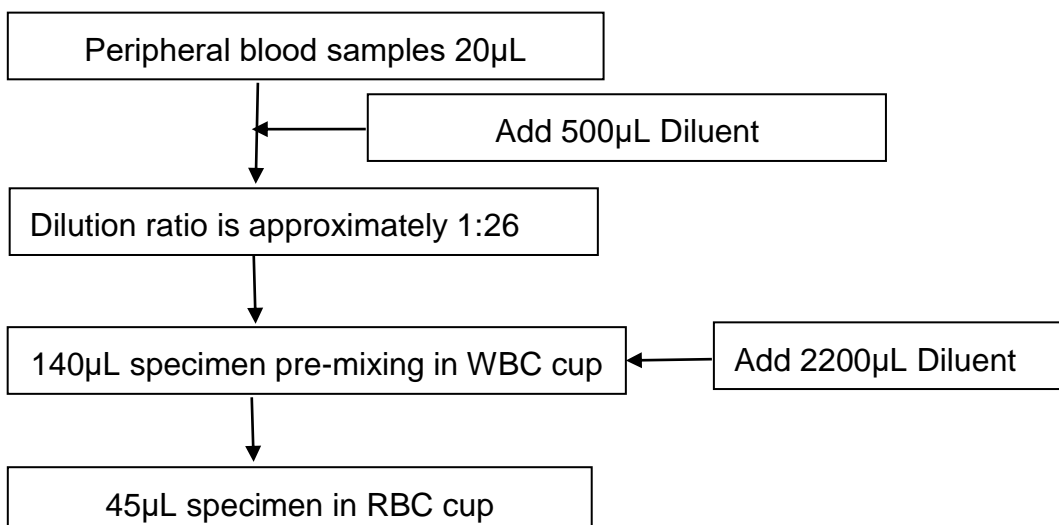 Peripheral blood samples 20µL
Add 500µL Diluent
Dilution ratio is approximately 1:26
140µL specimen pre-mixing in WBC cup
Add 2200µL Diluent
45µL specimen in RBC cup